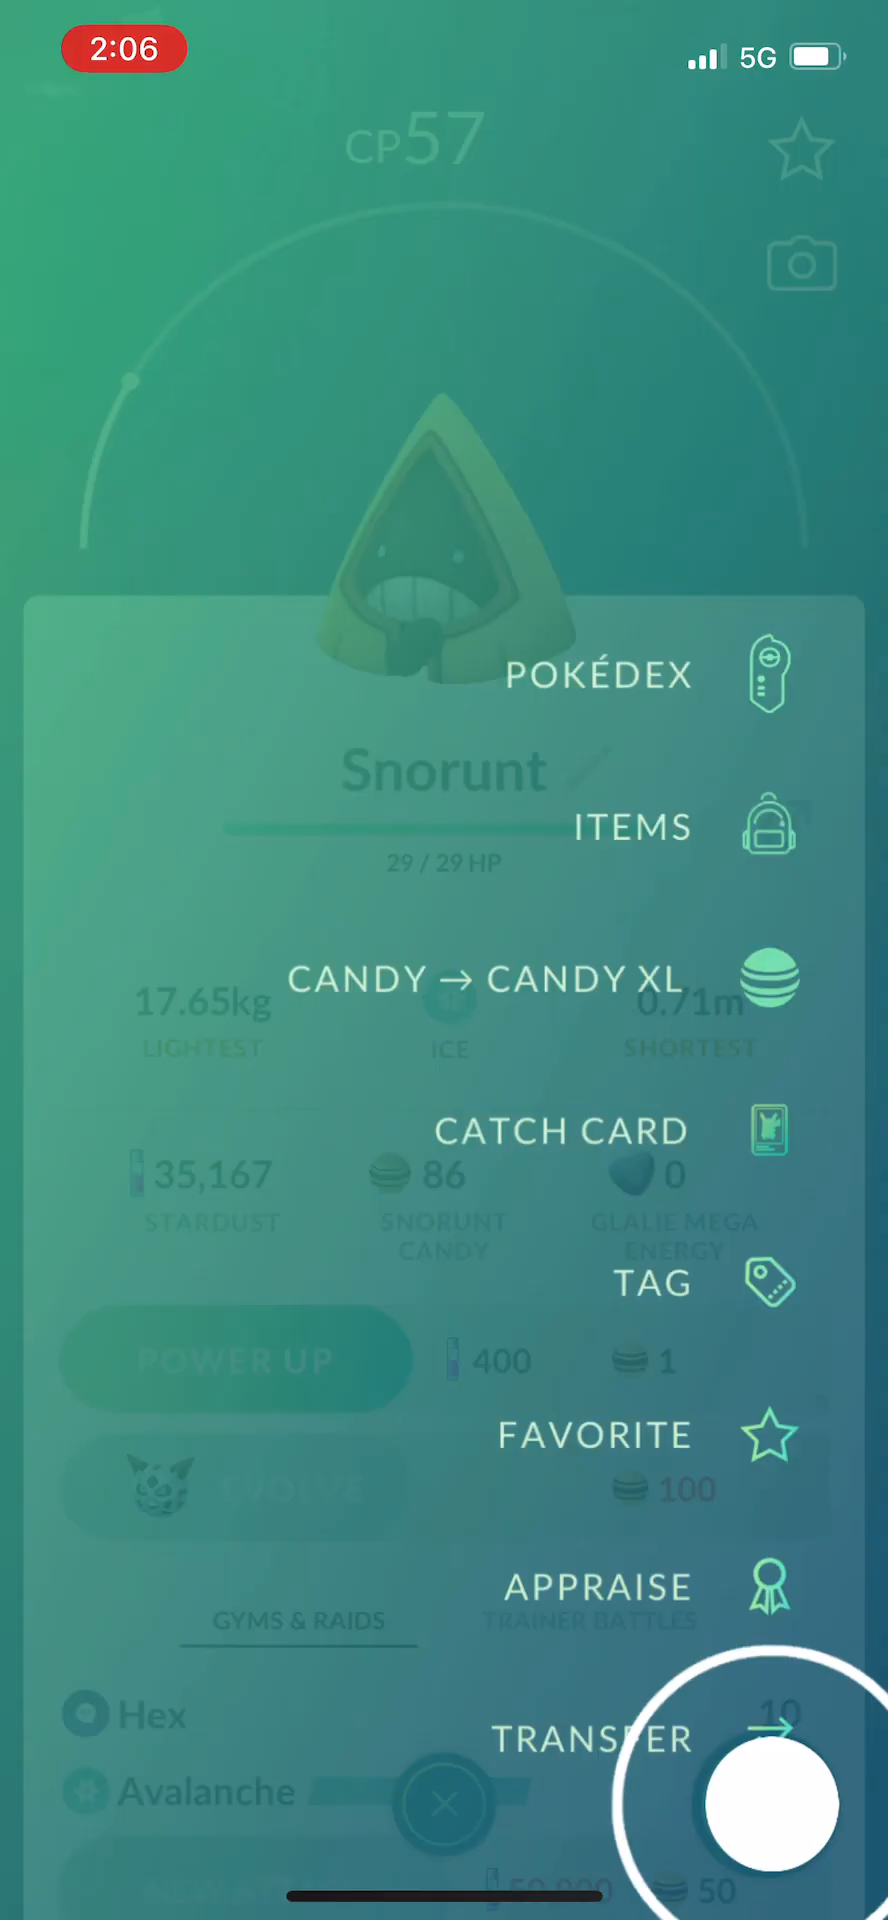 2:06
5G
CP57
POKÉDEX
Snorunt
ITEMS
29 / 29 HP
CANDY → CANDY XL
17.65kg
0.71m
LIGHTEST
ICE
SHORTEST
CATCH CARD
35,167
86
0
STARDUST
SNORUNT CANDY
GLALIE MEGA ENERGY
TAG
POWER UP
400
1
FAVORITE
EVOLVE
100
APPRAISE
GYMS & RAIDS
TRAINER BATTLES
Hex
10
TRANSFER
Avalanche
50